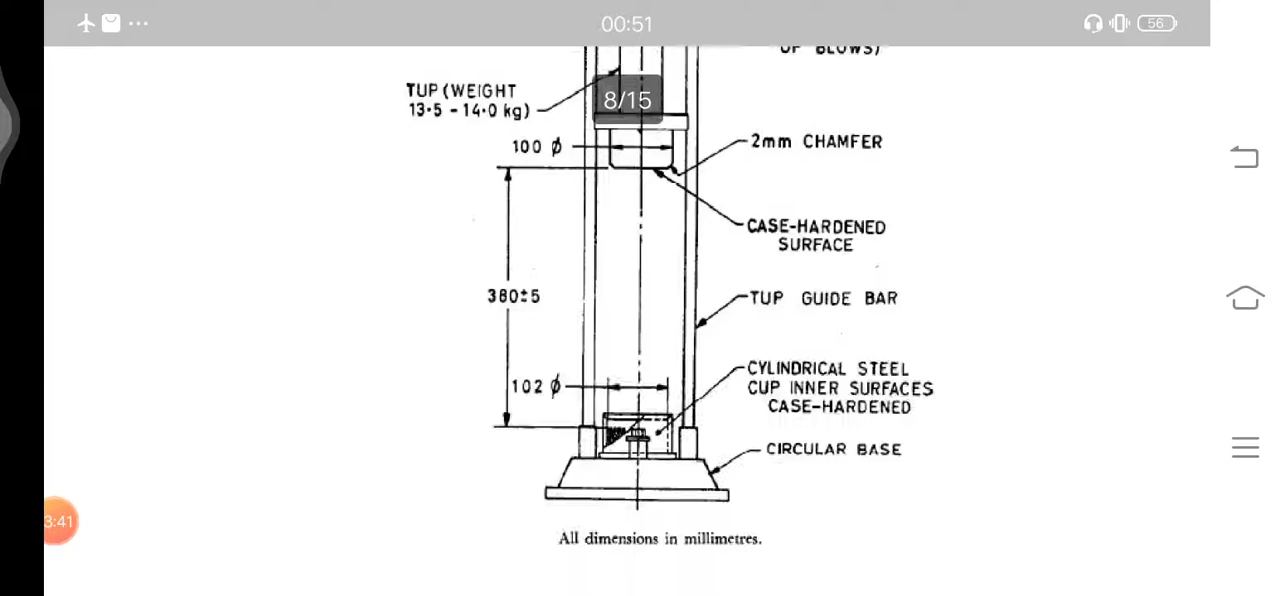 00:51
56
OF BLOWS)
TUP (WEIGHT
13·5 - 14·0 kg)
8/15
100 ϕ
2mm CHAMFER
CASE-HARDENED
SURFACE
380±5
TUP GUIDE BAR
CYLINDRICAL STEEL
CUP INNER SURFACES
CASE-HARDENED
102 ϕ
CIRCULAR BASE
3:41
All dimensions in millimetres.